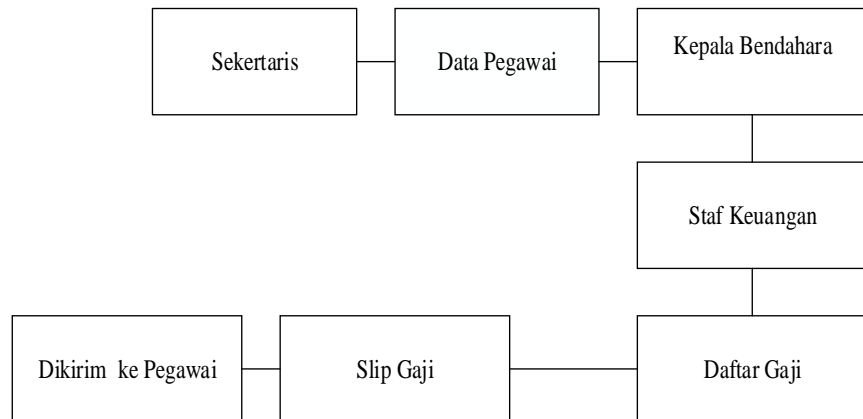 Sekertaris
Data Pegawai
Kepala Bendahara
Staf Keuangan
Dikirim ke Pegawai
Slip Gaji
Daftar Gaji